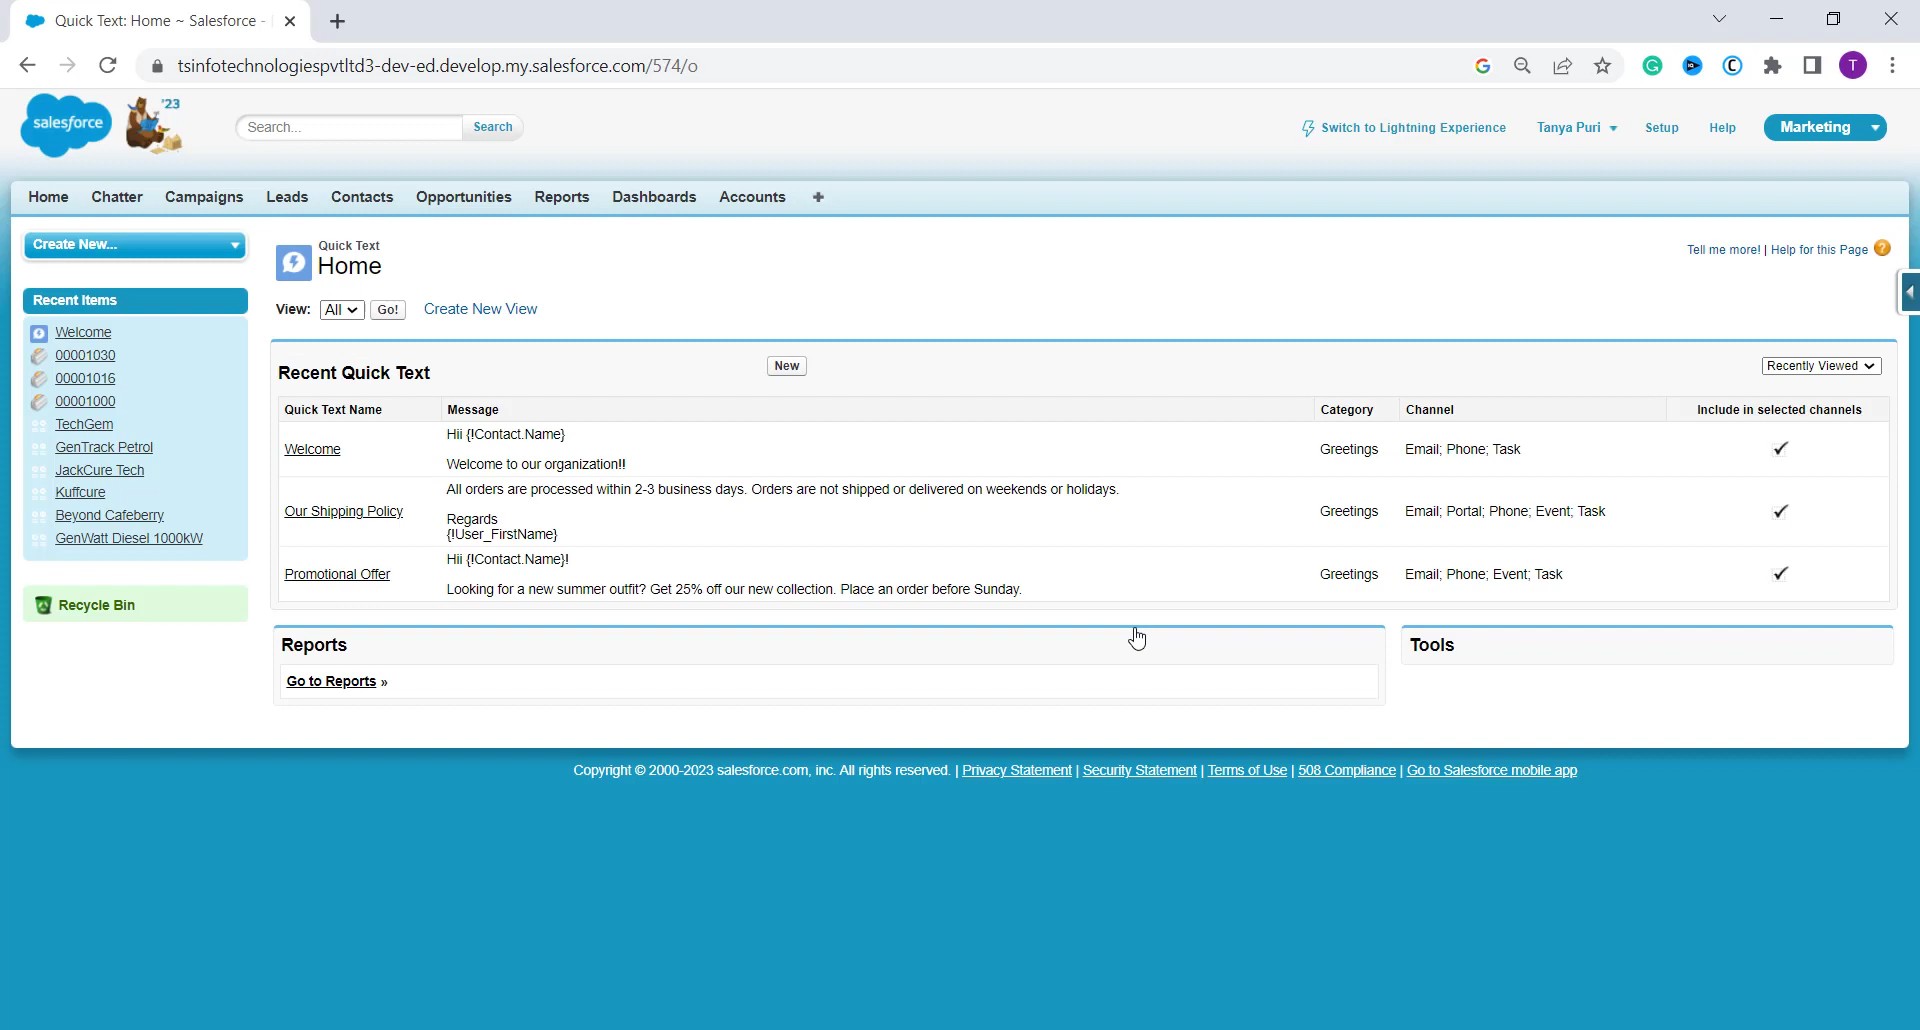 Quick Text: Home ~ Salesforce -
tsinfotechnologiespvtltd3-dev-ed.develop.my.salesforce.com/574/o
T
salesforce
'23
Search...
Search
Switch to Lightning Experience
Tanya Puri
Setup
Help
Marketing
Home
Chatter
Campaigns
Leads
Contacts
Opportunities
Reports
Dashboards
Accounts
Create New...
Recent Items
Welcome
00001030
00001016
00001000
TechGem
GenTrack Petrol
JackCure Tech
Kuffcure
Beyond Cafeberry
GenWatt Diesel 1000kW
Recycle Bin
Quick Text
Home
Tell me more! | Help for this Page
View: All Go! Create New View
Recent Quick Text
New
Recently Viewed
Quick Text Name Message Category Channel Include in selected channels
Welcome
Hii {!Contact.Name}
Welcome to our organization!!
Greetings
Email; Phone; Task
Our Shipping Policy
All orders are processed within 2-3 business days. Orders are not shipped or delivered on weekends or holidays.
Regards
{!User_FirstName}
Greetings
Email; Portal; Phone; Event; Task
Promotional Offer
Hii {!Contact.Name}!
Looking for a new summer outfit? Get 25% off our new collection. Place an order before Sunday.
Greetings
Email; Phone; Event; Task
Reports
Go to Reports »
Tools
Copyright © 2000-2023 salesforce.com, inc. All rights reserved. | Privacy Statement | Security Statement | Terms of Use | 508 Compliance | Go to Salesforce mobile app